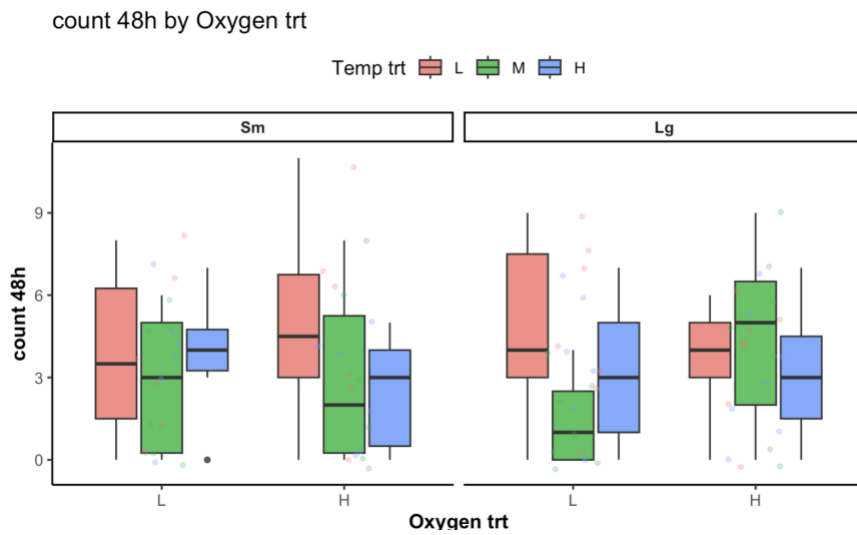 count 48h by Oxygen trt
Temp trt L M H
Sm Lg
count 48h
9
6
3
0
L H L H
Oxygen trt